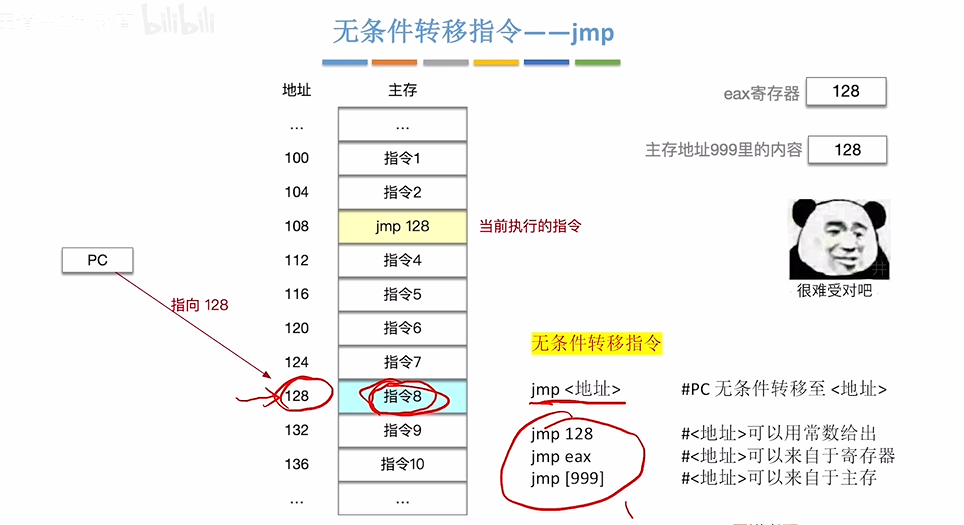 bilibili
无条件转移指令——jmp
地址 主存
... ...
100 指令1
104 指令2
108 jmp 128 当前执行的指令
112 指令4
116 指令5
120 指令6
124 指令7
128 指令8
132 指令9
136 指令10
... ...
PC
指向 128
eax寄存器 128
主存地址999里的内容 128
很难受对吧
无条件转移指令
jmp <地址> #PC 无条件转移至 <地址>
jmp 128 #<地址>可以用常数给出
jmp eax #<地址>可以来自于寄存器
jmp [999] #<地址>可以来自于主存